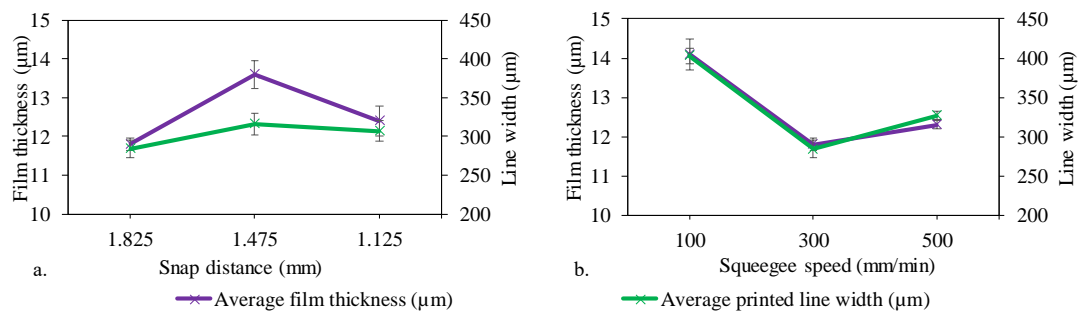 15
14
13
12
11
10
Film thickness (µm)
450
400
350
300
250
200
Line width (µm)
1.825 1.475 1.125
Snap distance (mm)
a.
15
14
13
12
11
10
Film thickness (µm)
450
400
350
300
250
200
Line width (µm)
100 300 500
Squeegee speed (mm/min)
b.
Average film thickness (µm)
Average printed line width (µm)